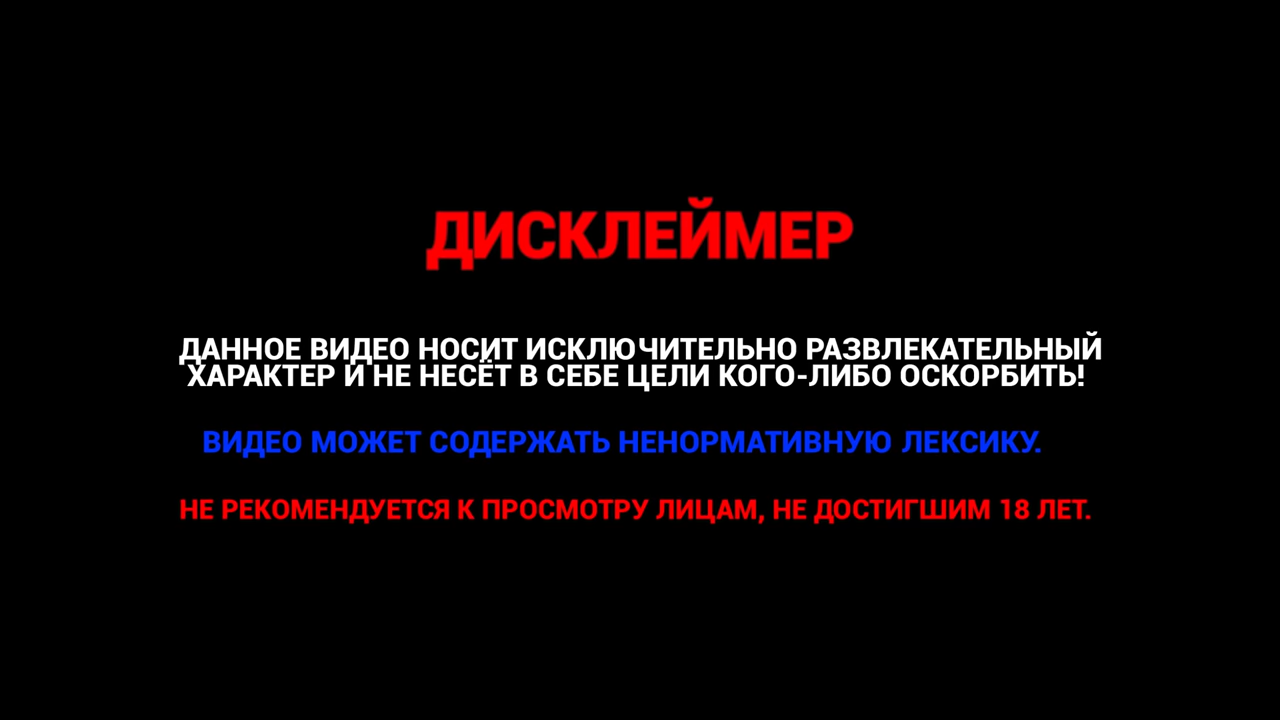 ДИСКЛЕЙМЕР
ДАННОЕ ВИДЕО НОСИТ ИСКЛЮЧИТЕЛЬНО РАЗВЛЕКАТЕЛЬНЫЙ
ХАРАКТЕР И НЕ НЕСЁТ В СЕБЕ ЦЕЛИ КОГО-ЛИБО ОСКОРБИТЬ!
ВИДЕО МОЖЕТ СОДЕРЖАТЬ НЕНОРМАТИВНУЮ ЛЕКСИКУ.
НЕ РЕКОМЕНДУЕТСЯ К ПРОСМОТРУ ЛИЦАМ, НЕ ДОСТИГШИМ 18 ЛЕТ.